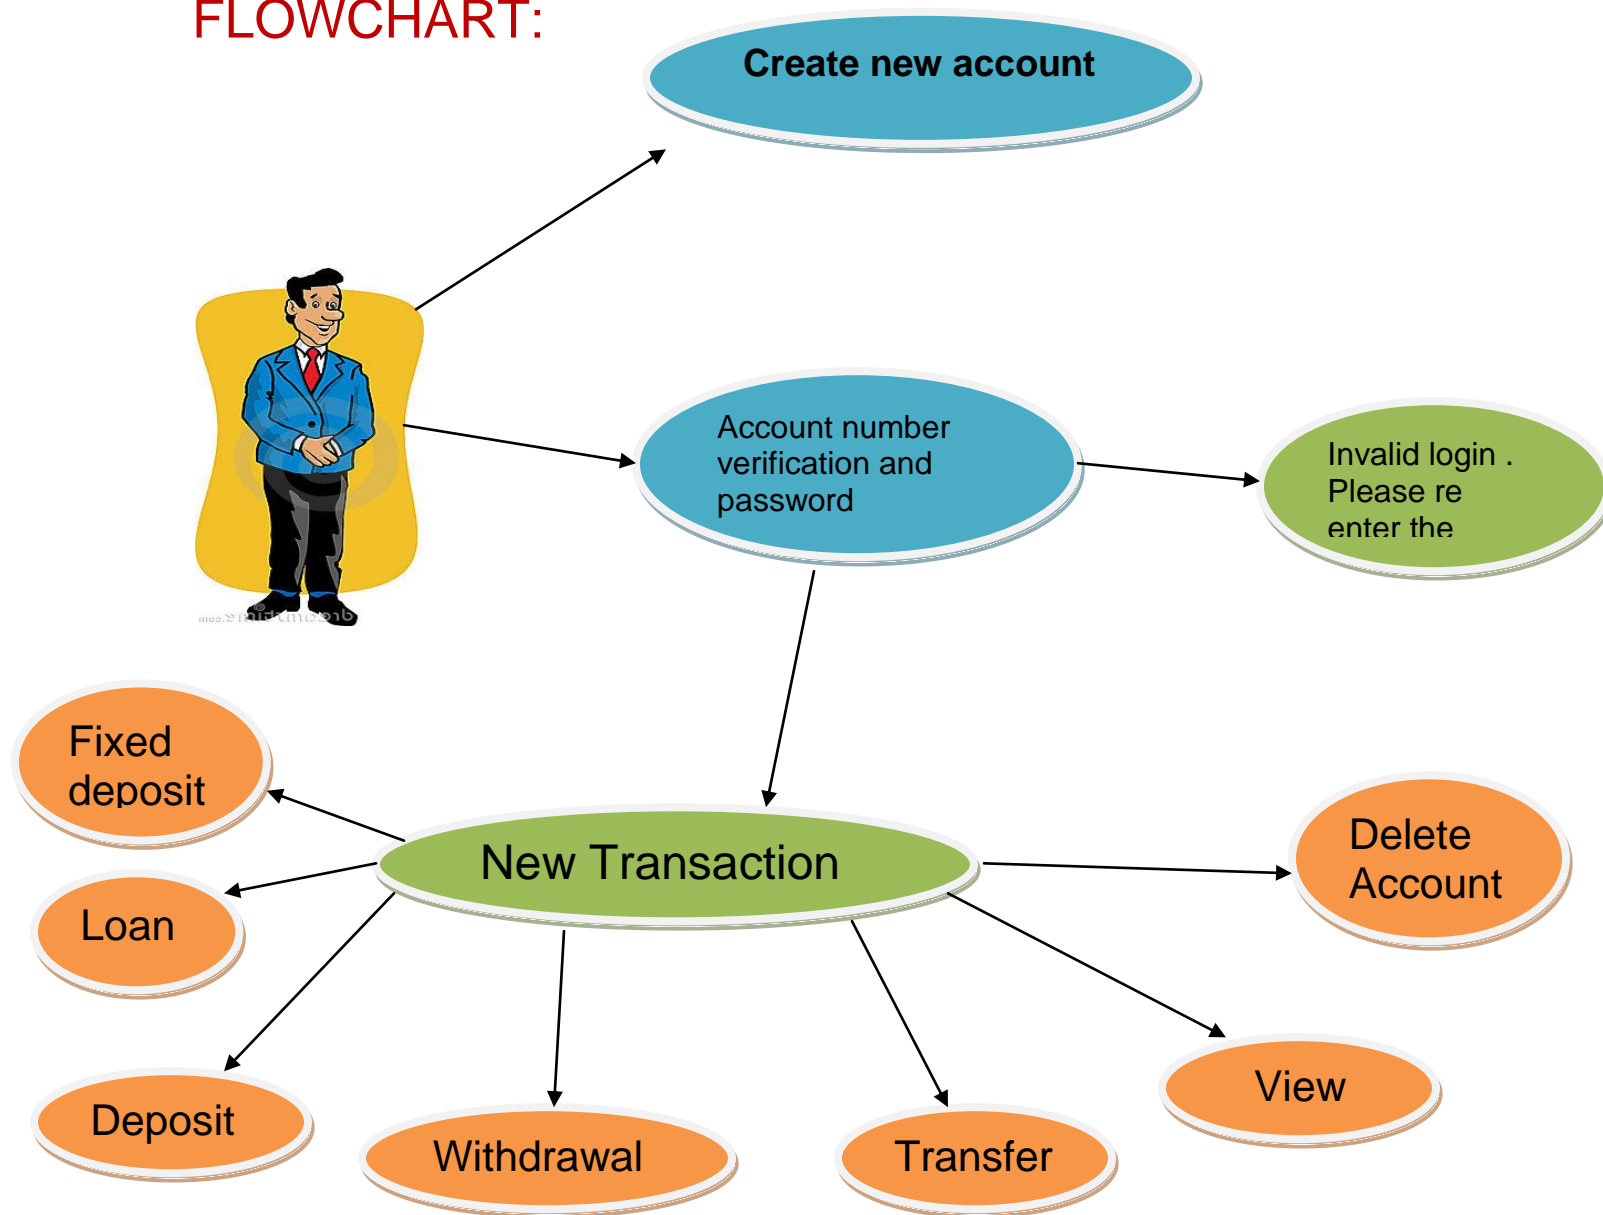 FLOWCHART:
Create new account
Account number
verification and
password
Invalid login .
Please re
enter the
Fixed
deposit
New Transaction
Delete
Account
Loan
View
Deposit
Withdrawal
Transfer